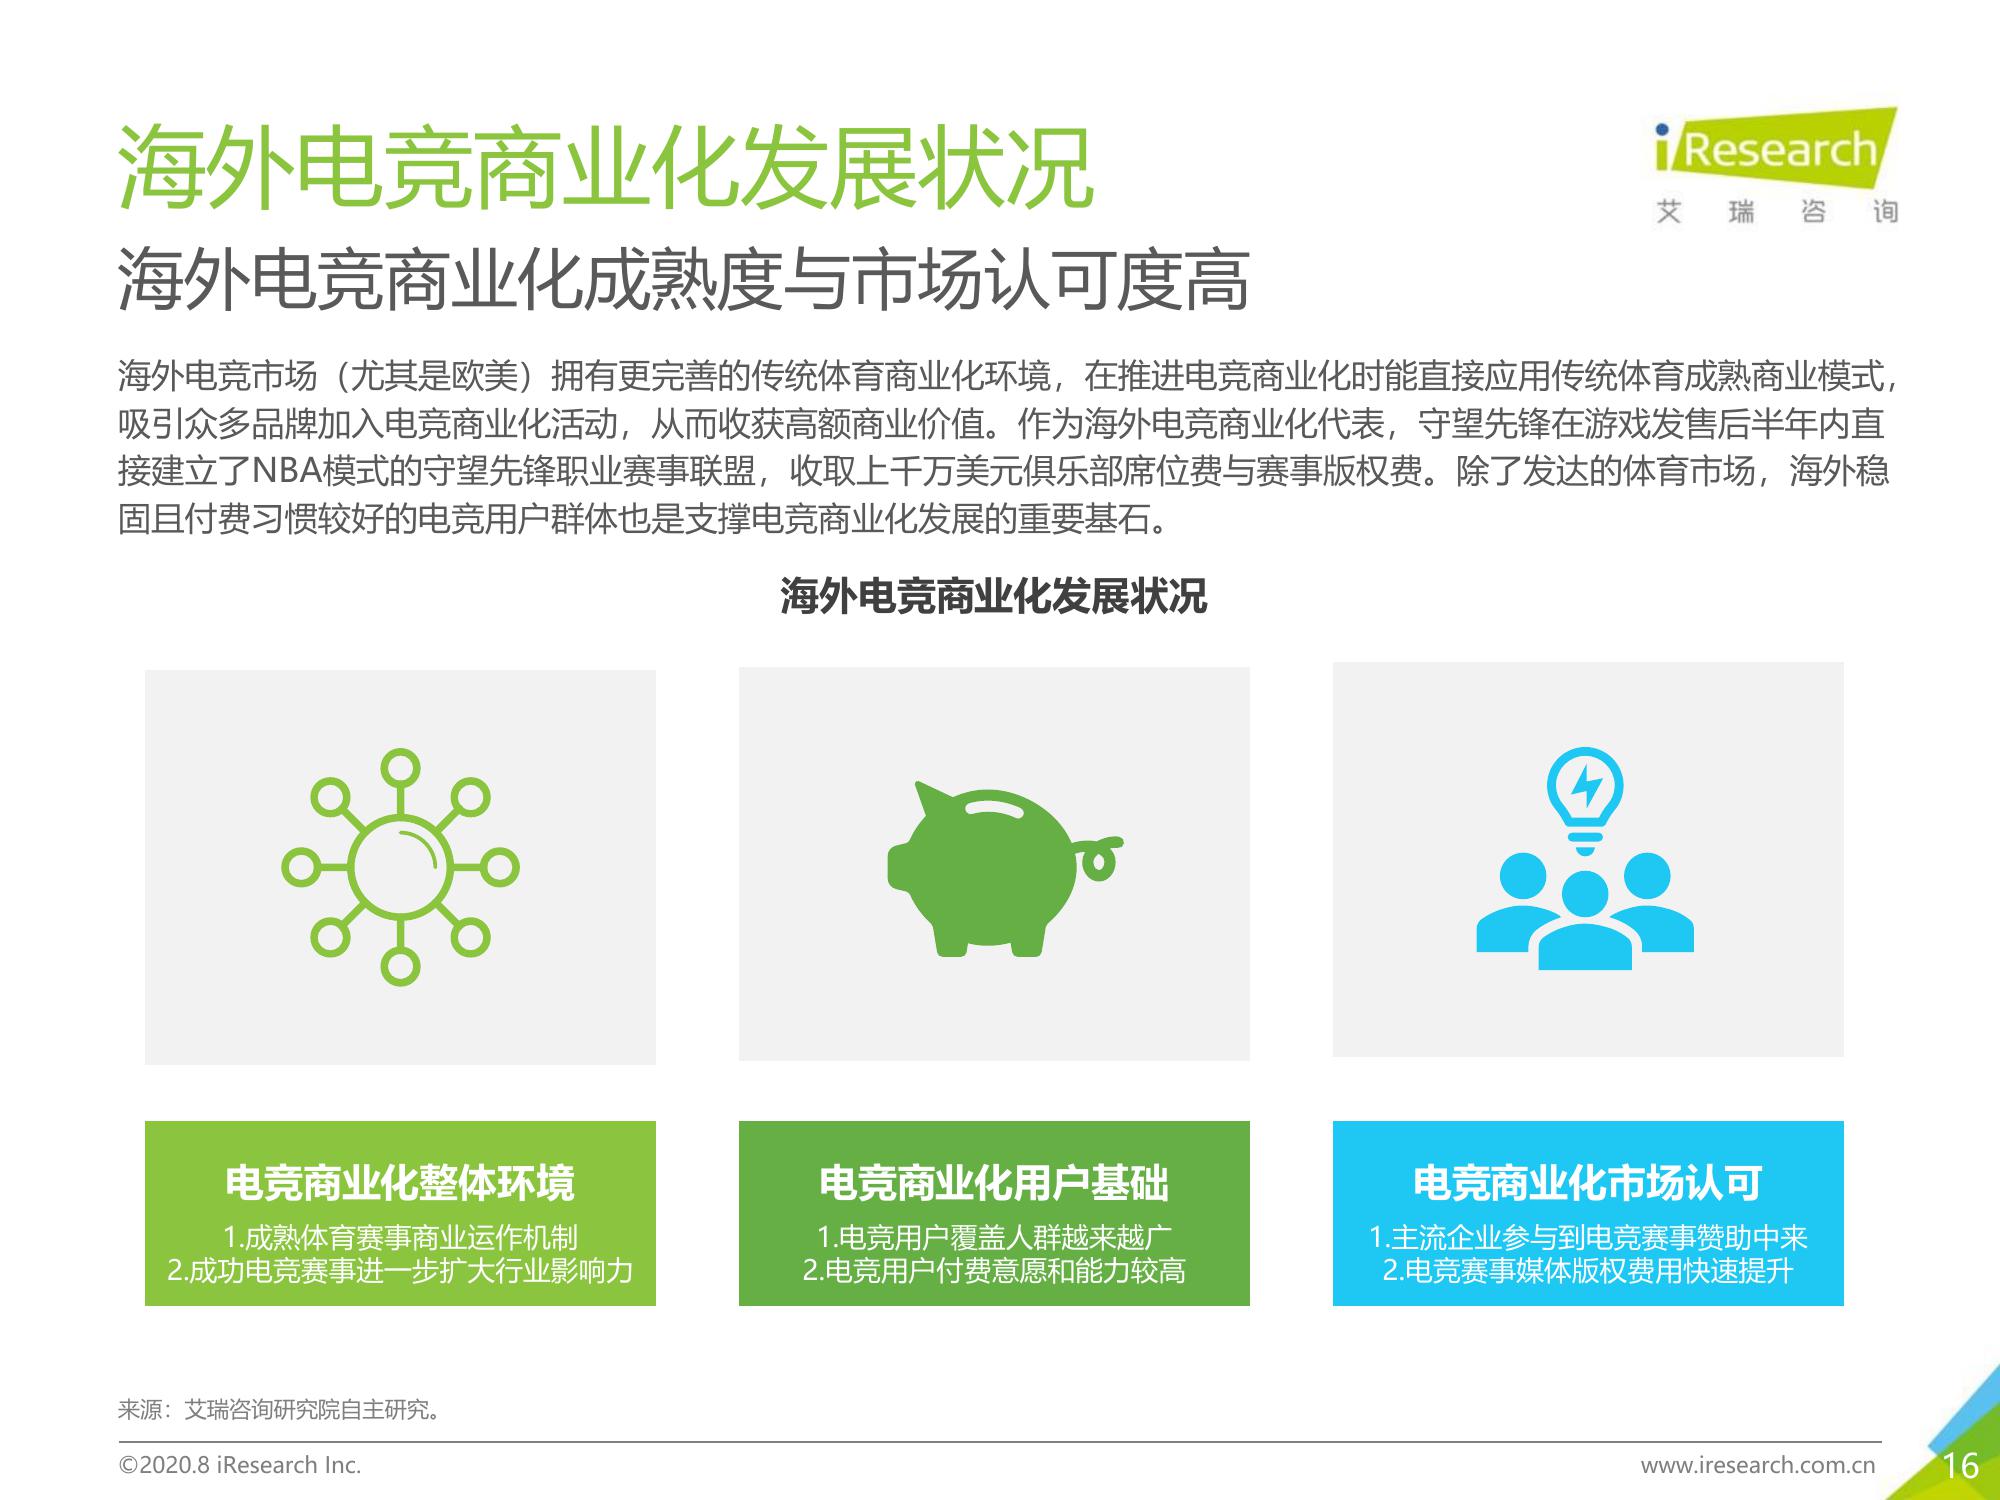 海外电竞商业化发展状况
iResearch
艾瑞咨询
海外电竞商业化成熟度与市场认可度高
海外电竞市场（尤其是欧美）拥有更完善的传统体育商业化环境，在推进电竞商业化时能直接应用传统体育成熟商业模式，
吸引众多品牌加入电竞商业化活动，从而收获高额商业价值。作为海外电竞商业化代表，守望先锋在游戏发售后半年内直
接建立了NBA模式的守望先锋职业赛事联盟，收取上千万美元俱乐部席位费与赛事版权费。除了发达的体育市场，海外稳
固且付费习惯较好的电竞用户群体也是支撑电竞商业化发展的重要基石。
海外电竞商业化发展状况
电竞商业化整体环境
1.成熟体育赛事商业运作机制
2.成功电竞赛事进一步扩大行业影响力
电竞商业化用户基础
1.电竞用户覆盖人群越来越广
2.电竞用户付费意愿和能力较高
电竞商业化市场认可
1.主流企业参与到电竞赛事赞助中来
2.电竞赛事媒体版权费用快速提升
来源：艾瑞咨询研究院自主研究。
©2020.8 iResearch Inc.
www.iresearch.com.cn
16